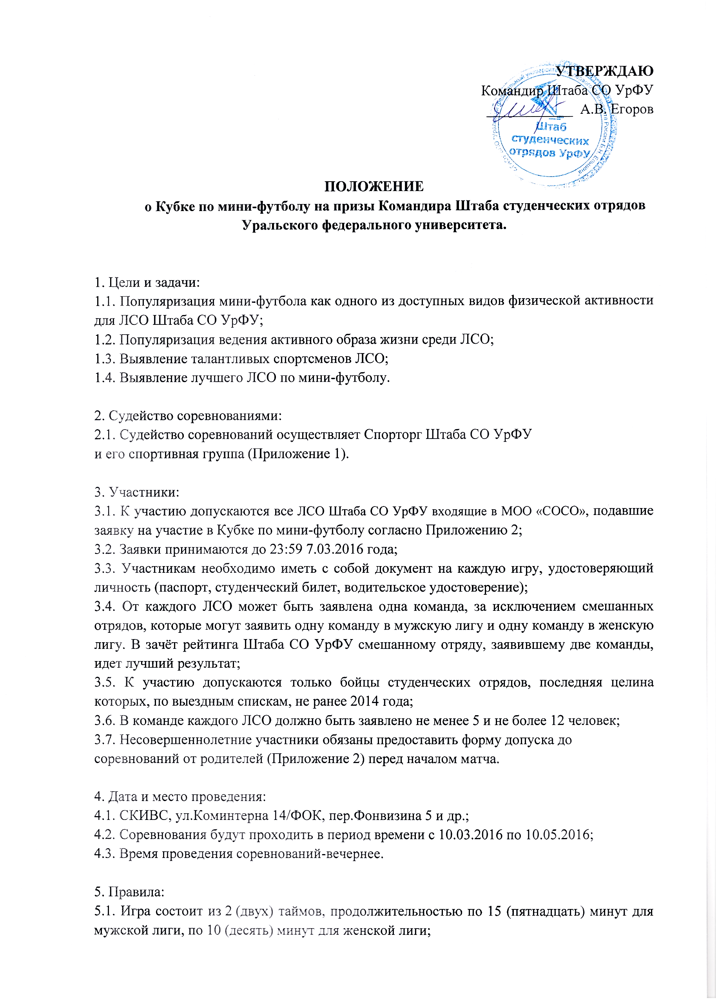 УТВЕРЖДАЮ
Командир Штаба СО УрФУ
А.В. Егоров
Штаб
студенческих
отрядов УрФУ
ПОЛОЖЕНИЕ
о Кубке по мини-футболу на призы Командира Штаба студенческих отрядов
Уральского федерального университета.
1. Цели и задачи:
1.1. Популяризация мини-футбола как одного из доступных видов физической активности
для ЛСО Штаба СО УрФУ;
1.2. Популяризация ведения активного образа жизни среди ЛСО;
1.3. Выявление талантливых спортсменов ЛСО;
1.4. Выявление лучшего ЛСО по мини-футболу.
2. Судейство соревнованиями:
2.1. Судейство соревнований осуществляет Спорторг Штаба СО УрФУ
и его спортивная группа (Приложение 1).
3. Участники:
3.1. К участию допускаются все ЛСО Штаба СО УрФУ входящие в МОО «СОСО», подавшие
заявку на участие в Кубке по мини-футболу согласно Приложению 2;
3.2. Заявки принимаются до 23:59 7.03.2016 года;
3.3. Участникам необходимо иметь с собой документ на каждую игру, удостоверяющий
личность (паспорт, студенческий билет, водительское удостоверение);
3.4. От каждого ЛСО может быть заявлена одна команда, за исключением смешанных
отрядов, которые могут заявить одну команду в мужскую лигу и одну команду в женскую
лигу. В зачёт рейтинга Штаба СО УрФУ смешанному отряду, заявившему две команды,
идет лучший результат;
3.5. К участию допускаются только бойцы студенческих отрядов, последняя целина
которых, по выездным спискам, не ранее 2014 года;
3.6. В команде каждого ЛСО должно быть заявлено не менее 5 и не более 12 человек;
3.7. Несовершеннолетние участники обязаны предоставить форму допуска до
соревнований от родителей (Приложение 2) перед началом матча.
4. Дата и место проведения:
4.1. СКИВС, ул.Коминтерна 14/ФОК, пер.Фонвизина 5 и др.;
4.2. Соревнования будут проходить в период времени с 10.03.2016 по 10.05.2016;
4.3. Время проведения соревнований-вечернее.
5. Правила:
5.1. Игра состоит из 2 (двух) таймов, продолжительностью по 15 (пятнадцать) минут для
мужской лиги, по 10 (десять) минут для женской лиги;